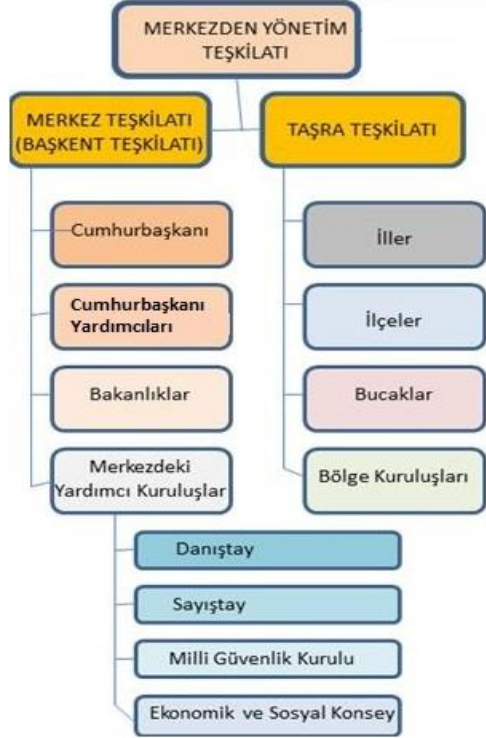 MERKEZDEN YÖNETİM
TEŞKİLATI
MERKEZ TEŞKİLATI
(BAŞKENT TEŞKİLATI)
TAŞRA TEŞKİLATI
Cumhurbaşkanı
Cumhurbaşkanı
Yardımcıları
Bakanlıklar
Merkezdeki
Yardımcı Kuruluşlar
Danıştay
Sayıştay
Milli Güvenlik Kurulu
Ekonomik ve Sosyal Konsey
İller
İlçeler
Bucaklar
Bölge Kuruluşları